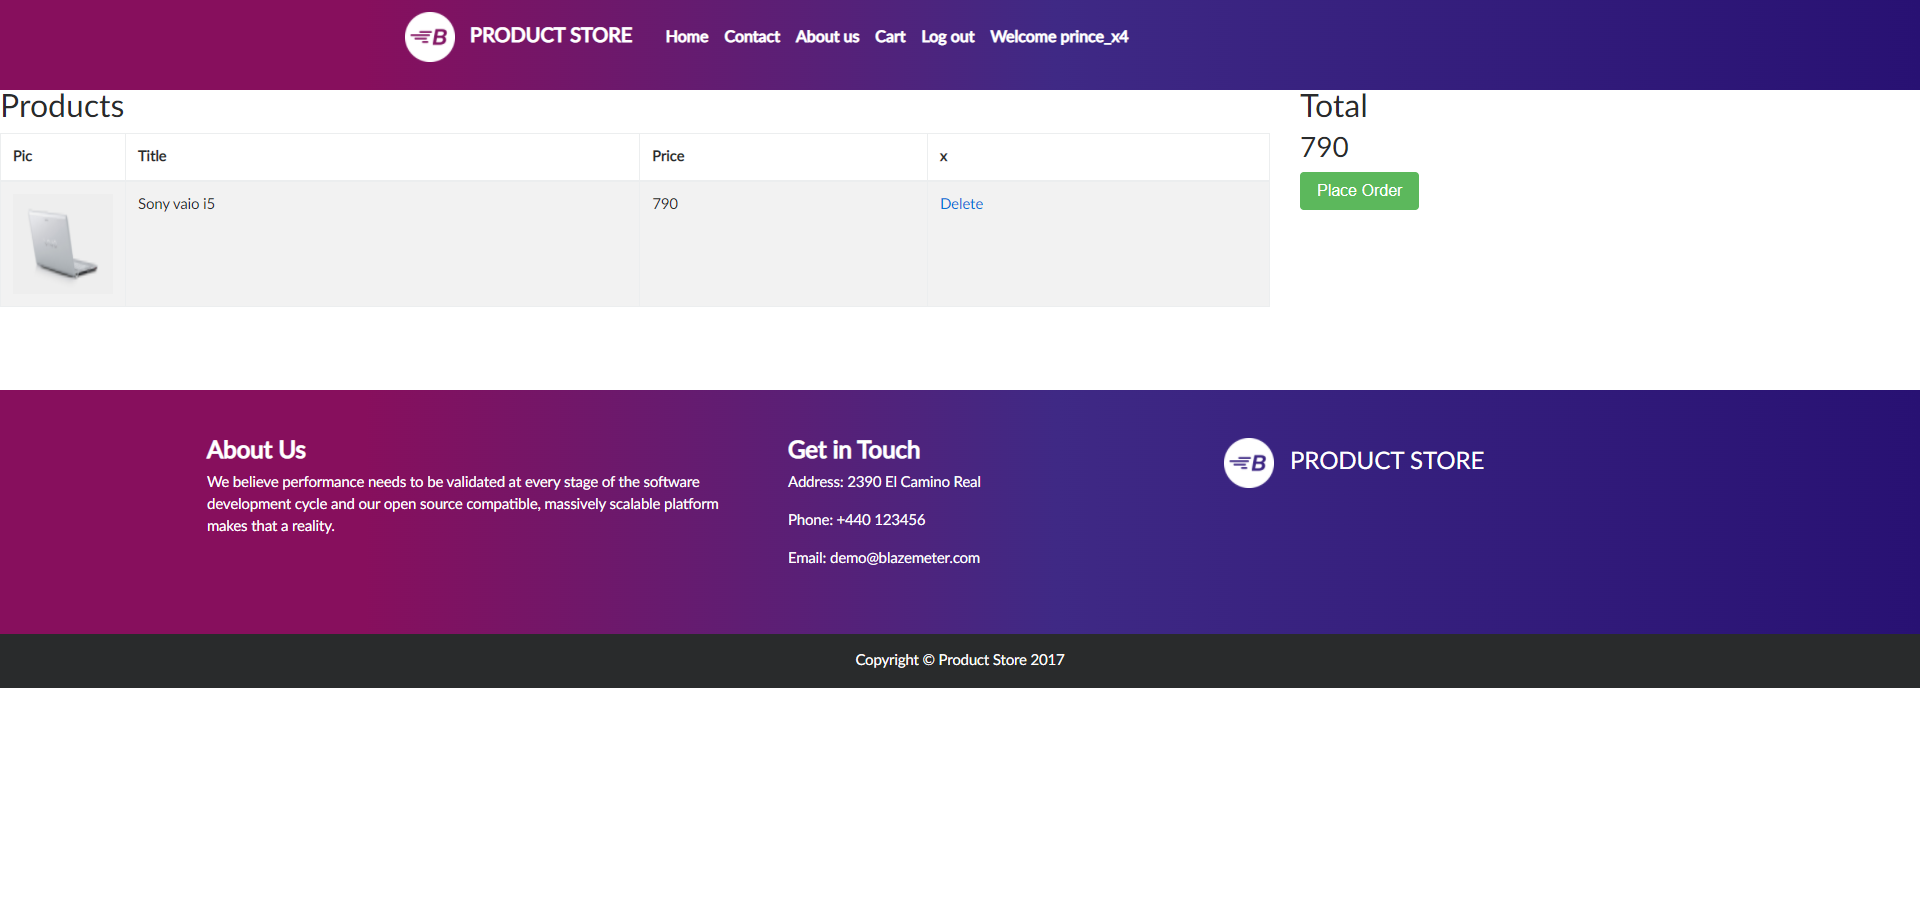 B PRODUCT STORE Home Contact About us Cart Log out Welcome prince_x4
Products
Pic Title Price x
Sony vaio i5 790 Delete
Total
790
Place Order
About Us
We believe performance needs to be validated at every stage of the software
development cycle and our open source compatible, massively scalable platform
makes that a reality.
Get in Touch
Address: 2390 El Camino Real
Phone: +440 123456
Email: demo@blazemeter.com
B PRODUCT STORE
Copyright © Product Store 2017